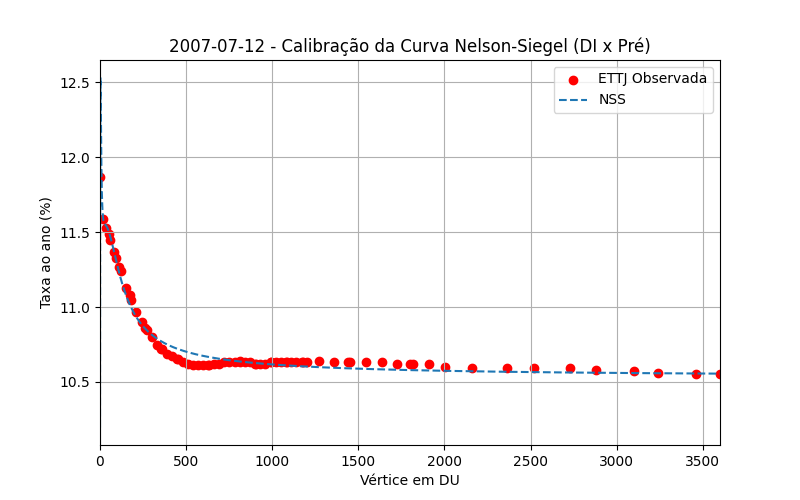 2007-07-12 - Calibração da Curva Nelson-Siegel (DI x Pré)
ETTJ Observada
NSS
Taxa ao ano (%)
12.5
12.0
11.5
11.0
10.5
0 500 1000 1500 2000 2500 3000 3500
Vértice em DU